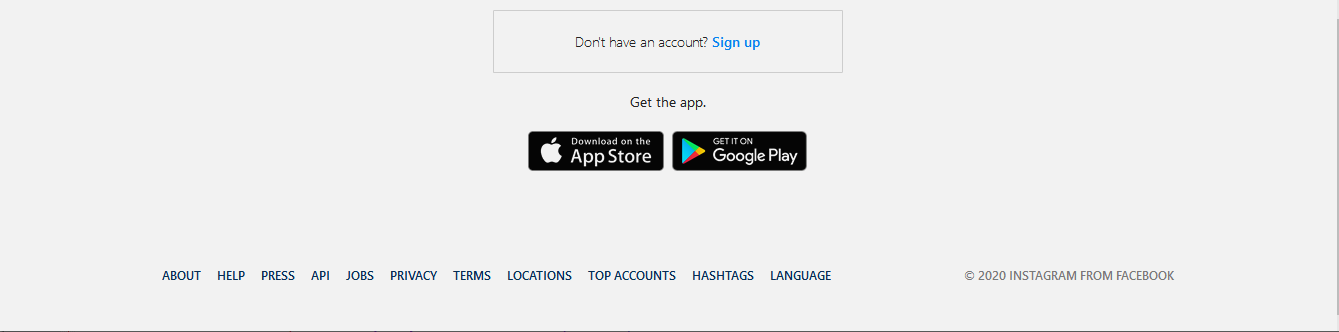 Don't have an account? Sign up
Get the app.
Download on the
App Store
GET IT ON
Google Play
ABOUT HELP PRESS API JOBS PRIVACY TERMS LOCATIONS TOP ACCOUNTS HASHTAGS LANGUAGE © 2020 INSTAGRAM FROM FACEBOOK